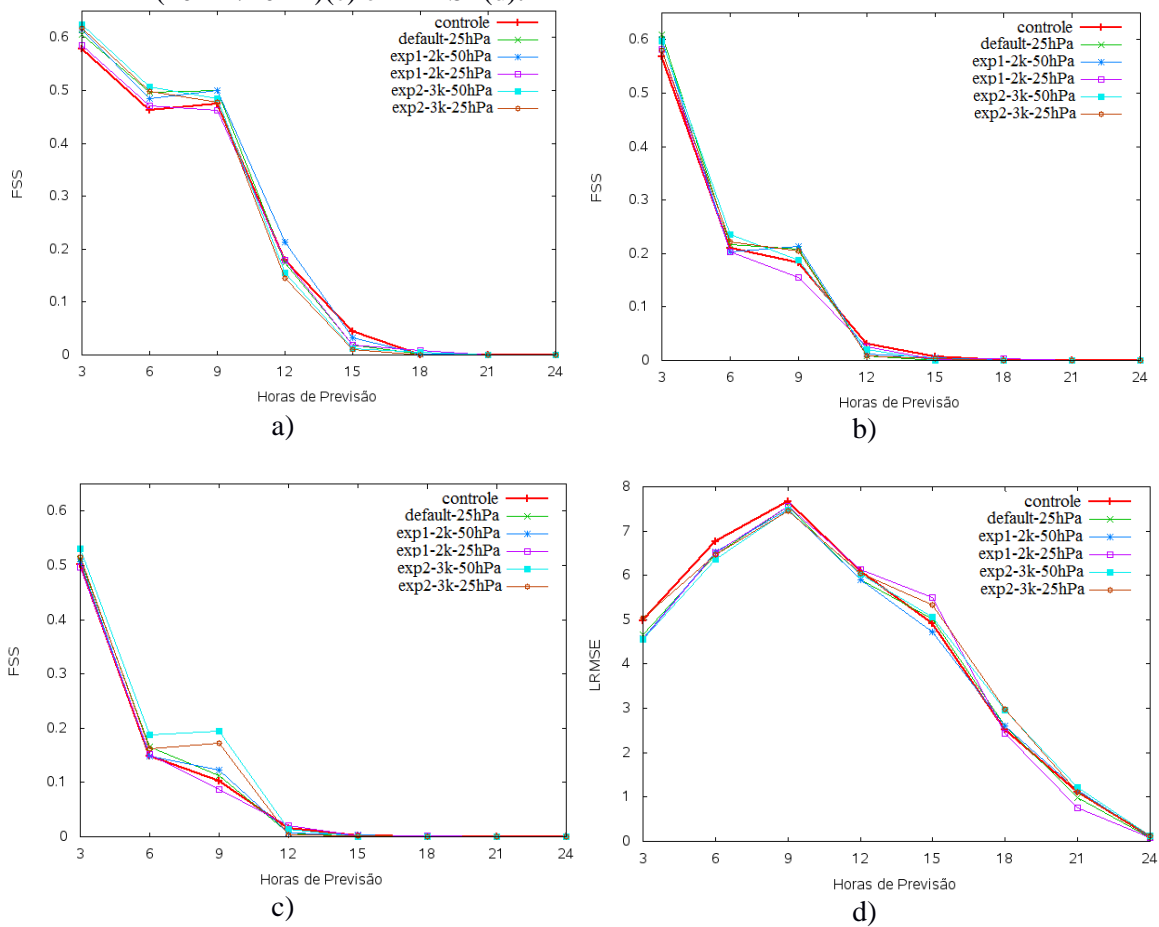 (d).
0.6
0.5
0.4
0.3
0.2
0.1
0
FSS
controle
default-25hPa
exp1-2k-50hPa
exp1-2k-25hPa
exp2-3k-50hPa
exp2-3k-25hPa
3 6 9 12 15 18 21 24
Horas de Previsão
a)
0.6
0.5
0.4
0.3
0.2
0.1
0
FSS
controle
default-25hPa
exp1-2k-50hPa
exp1-2k-25hPa
exp2-3k-50hPa
exp2-3k-25hPa
3 6 9 12 15 18 21 24
Horas de Previsão
b)
0.6
0.5
0.4
0.3
0.2
0.1
0
FSS
controle
default-25hPa
exp1-2k-50hPa
exp1-2k-25hPa
exp2-3k-50hPa
exp2-3k-25hPa
3 6 9 12 15 18 21 24
Horas de Previsão
c)
8
7
6
5
4
3
2
1
0
LRMSE
controle
default-25hPa
exp1-2k-50hPa
exp1-2k-25hPa
exp2-3k-50hPa
exp2-3k-25hPa
3 6 9 12 15 18 21 24
Horas de Previsão
d)